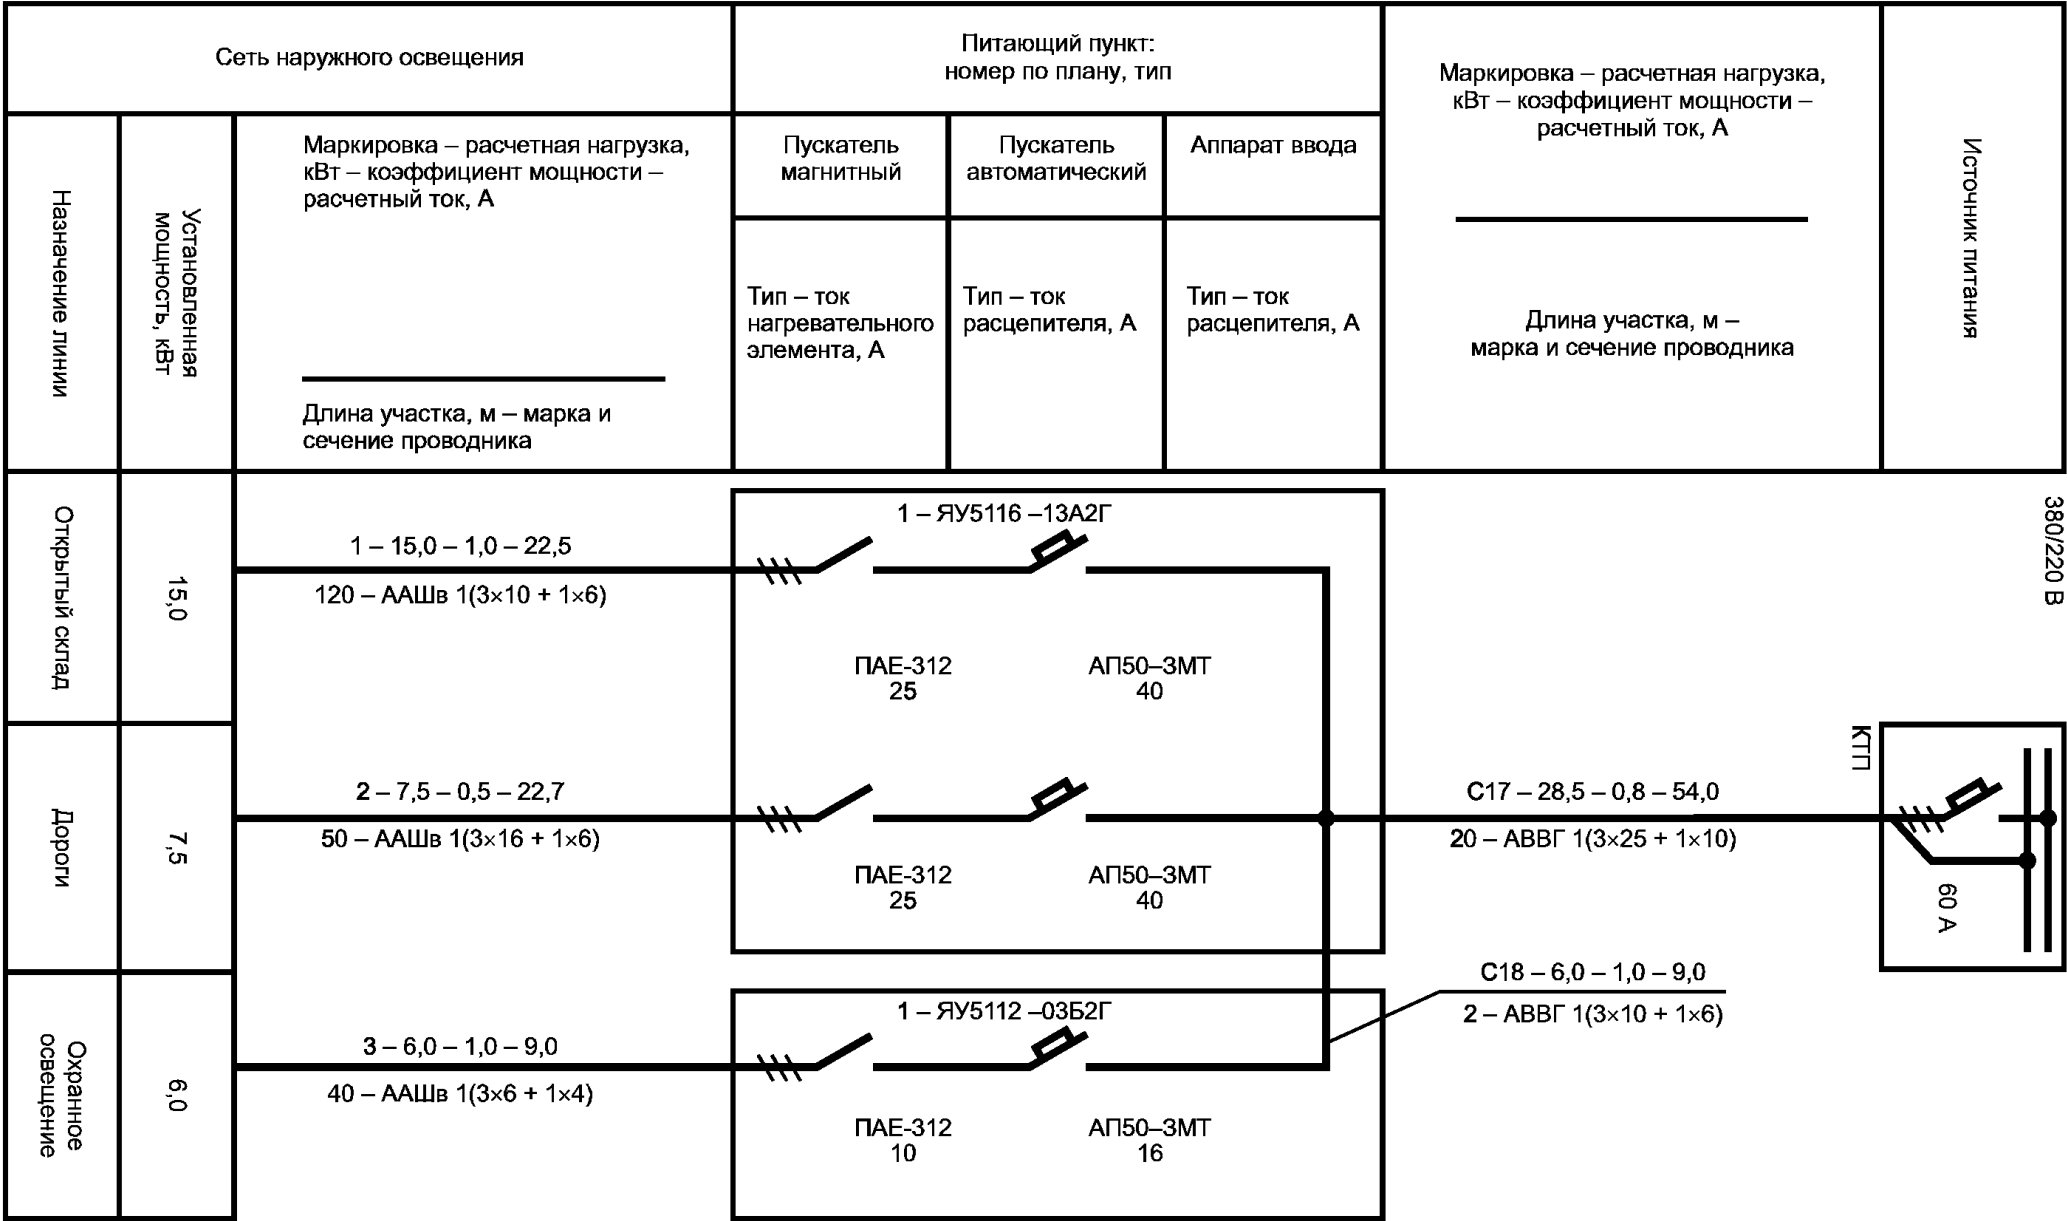 Сеть наружного освещения
Питающий пункт:
номер по плану, тип
Маркировка – расчетная нагрузка,
кВт – коэффициент мощности –
расчетный ток, А
Длина участка, м –
марка и сечение проводника
Источник питания
Назначение линии
Установленная
мощность, кВт
Маркировка – расчетная нагрузка,
кВт – коэффициент мощности –
расчетный ток, А
Длина участка, м – марка и
сечение проводника
Пускатель
магнитный
Пускатель
автоматический
Аппарат ввода
Тип – ток
нагревательного
элемента, А
Тип – ток
расцепителя, А
Тип – ток
расцепителя, А
Открытый склад
15,0
1 – 15,0 – 1,0 – 22,5
120 – ААШв 1(3×10 + 1×6)
1 – ЯУ5116 –13А2Г
ПАЕ-312
25
АП50–3МТ
40
380/220 В
Дороги
7,5
2 – 7,5 – 0,5 – 22,7
50 – ААШв 1(3×16 + 1×6)
ПАЕ-312
25
АП50–3МТ
40
С17 – 28,5 – 0,8 – 54,0
20 – АВВГ 1(3×25 + 1×10)
КТП
60 А
С18 – 6,0 – 1,0 – 9,0
2 – АВВГ 1(3×10 + 1×6)
Охранное
освещение
6,0
3 – 6,0 – 1,0 – 9,0
40 – ААШв 1(3×6 + 1×4)
1 – ЯУ5112 –03Б2Г
ПАЕ-312
10
АП50–3МТ
16